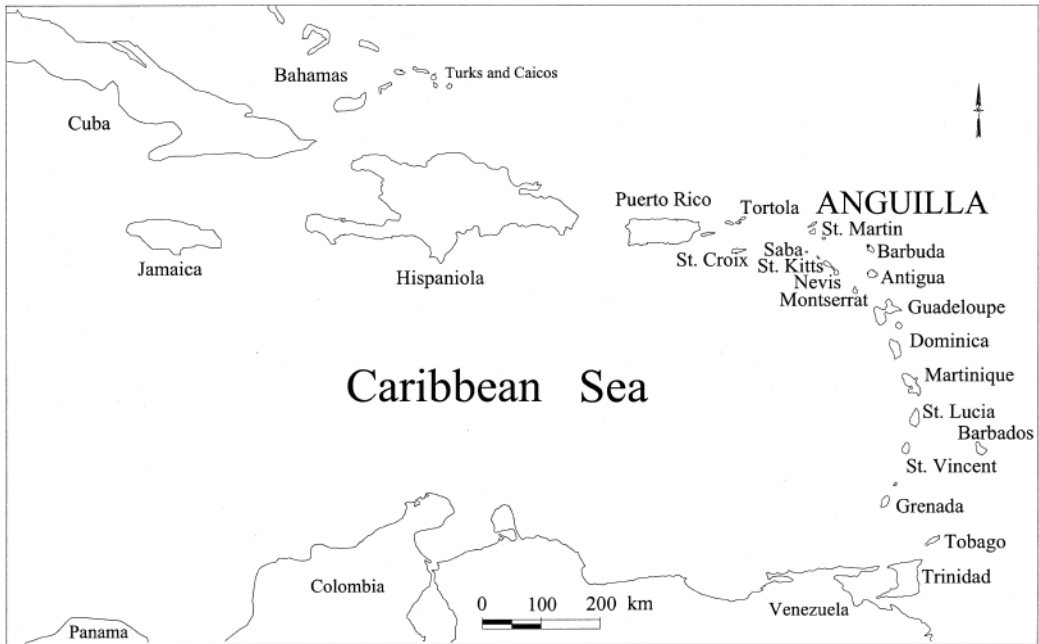 Bahamas
Turks and Caicos
Cuba
Puerto Rico
Tortola
ANGUILLA
St. Martin
Jamaica
Hispaniola
St. Croix
Saba
Barbuda
St. Kitts
Nevis
Antigua
Montserrat
Guadeloupe
Dominica
Caribbean Sea
Martinique
St. Lucia
Barbados
St. Vincent
Grenada
Tobago
Colombia
Trinidad
Venezuela
0 100 200 km
Panama